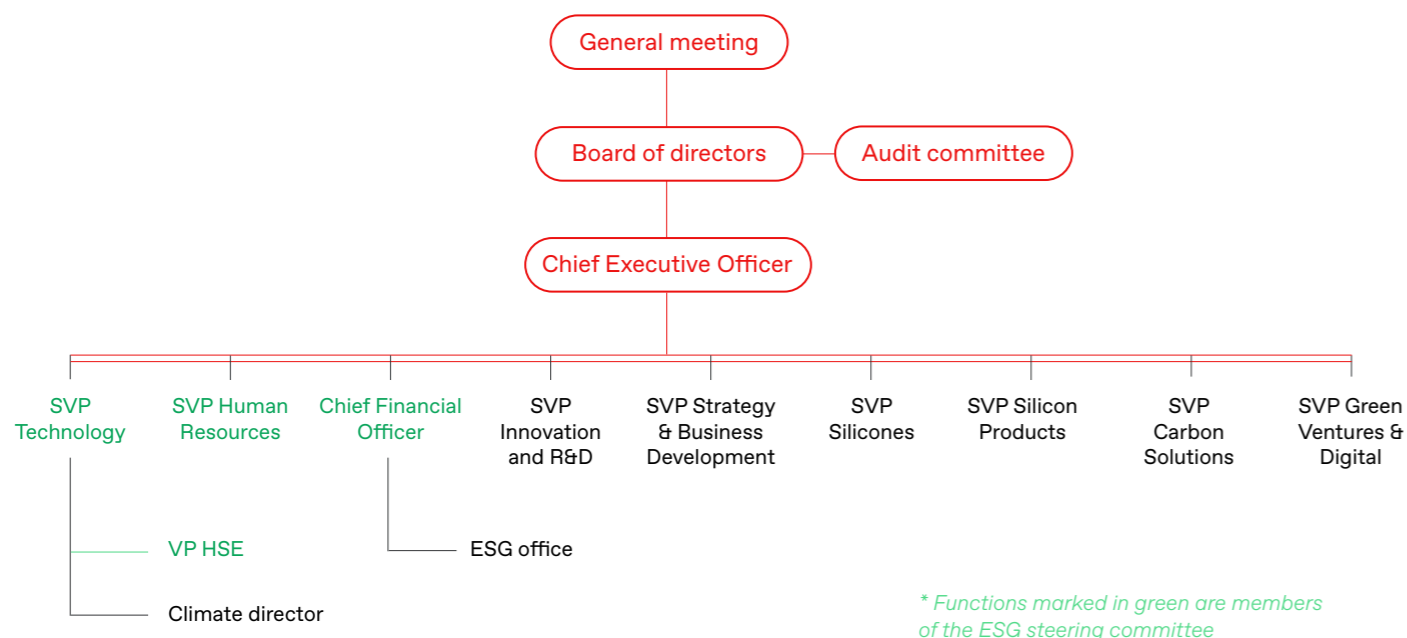 General meeting
Board of directors
Audit committee
Chief Executive Officer
SVP
Technology
SVP Human
Resources
Chief Financial
Officer
SVP
Innovation
and R&D
SVP Strategy
& Business
Development
SVP
Silicones
SVP Silicon
Products
SVP
Carbon
Solutions
SVP Green
Ventures &
Digital
VP HSE
ESG office
Climate director
* Functions marked in green are members
of the ESG steering committee